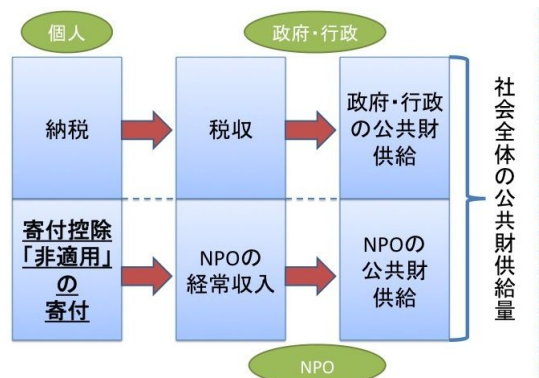 個人
政府・行政
納税
税収
政府・行政
の公共財
供給
寄付控除
「非適用」
の
寄付
NPOの
経常収入
NPOの
公共財
供給
社会全体の公共財供給量
NPO